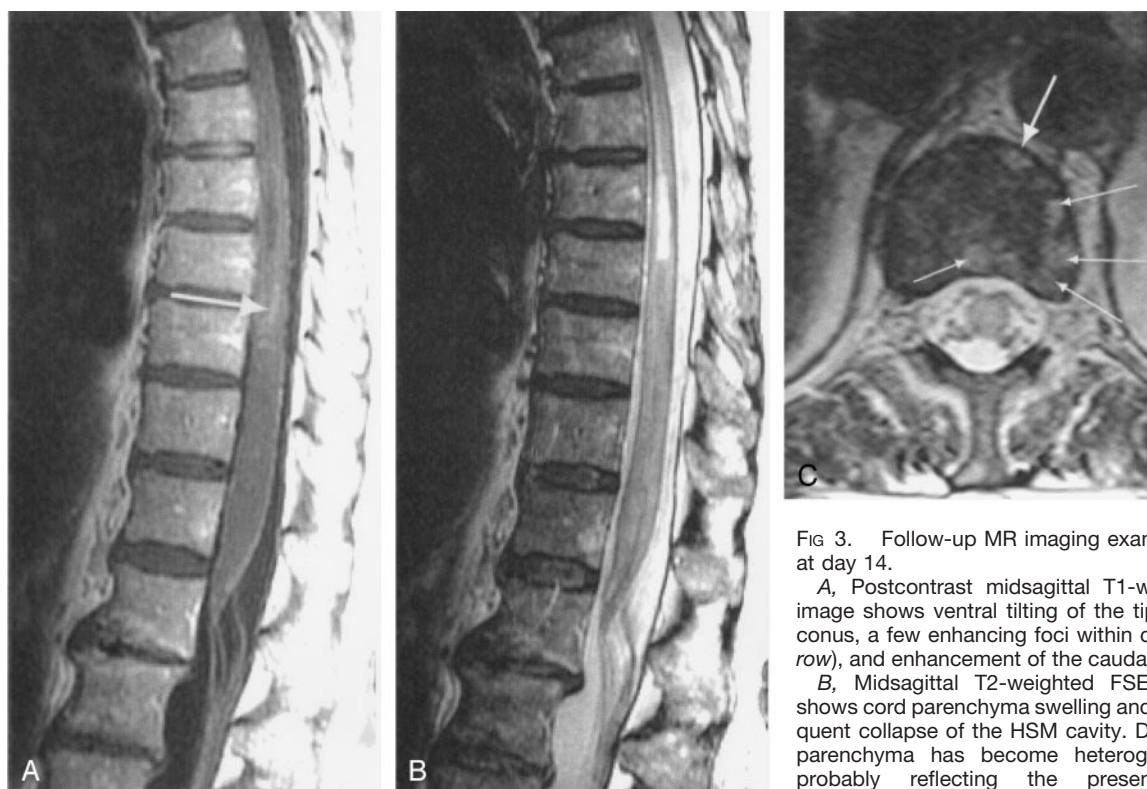 A
B
C
FIG 3. Follow-up MR imaging exam
at day 14.
A, Postcontrast midsagittal T1-w
image shows ventral tilting of the ti
conus, a few enhancing foci within c
row), and enhancement of the cauda
B, Midsagittal T2-weighted FSE
shows cord parenchyma swelling and
quent collapse of the HSM cavity. D
parenchyma has become heterog
probably reflecting the presen